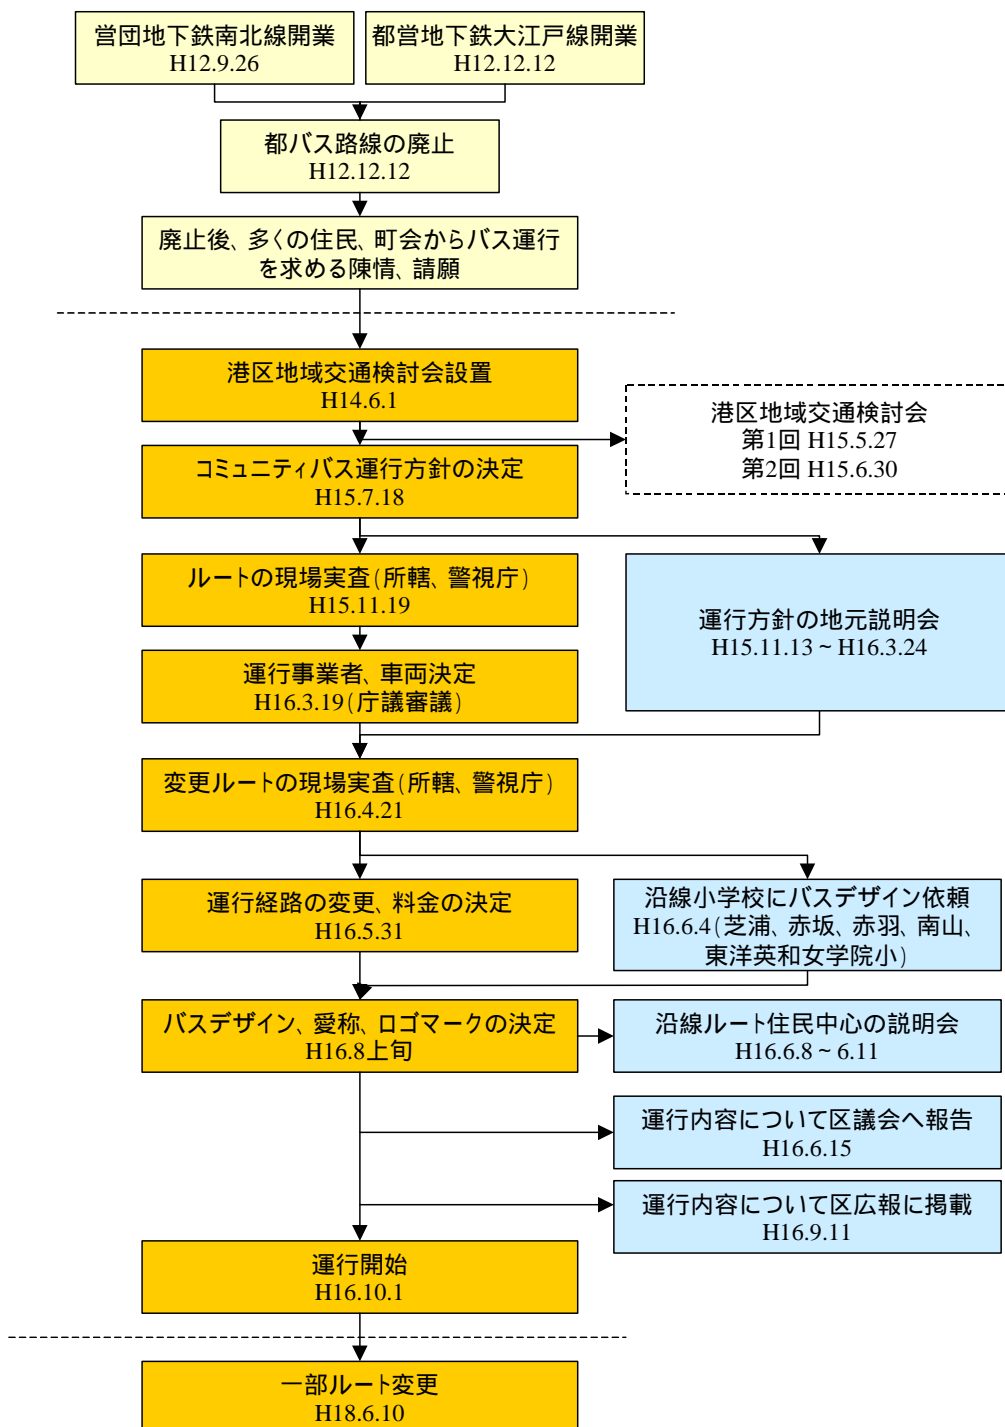 営団地下鉄南北線開業
H12.9.26
都営地下鉄大江戸線開業
H12.12.12
都バス路線の廃止
H12.12.12
廃止後、多くの住民、町会からバス運行
を求める陳情、請願
港区地域交通検討会設置
H14.6.1
港区地域交通検討会
第1回 H15.5.27
第2回 H15.6.30
コミュニティバス運行方針の決定
H15.7.18
ルートの現場実査(所轄、警視庁)
H15.11.19
運行方針の地元説明会
H15.11.13 ~ H16.3.24
運行事業者、車両決定
H16.3.19(庁議審議)
変更ルートの現場実査(所轄、警視庁)
H16.4.21
運行経路の変更、料金の決定
H16.5.31
沿線小学校にバスデザイン依頼
H16.6.4(芝浦、赤坂、赤羽、南山、
東洋英和女学院小)
バスデザイン、愛称、ロゴマークの決定
H16.8上旬
沿線ルート住民中心の説明会
H16.6.8 ~ 6.11
運行内容について区議会へ報告
H16.6.15
運行内容について区広報に掲載
H16.9.11
運行開始
H16.10.1
一部ルート変更
H18.6.10